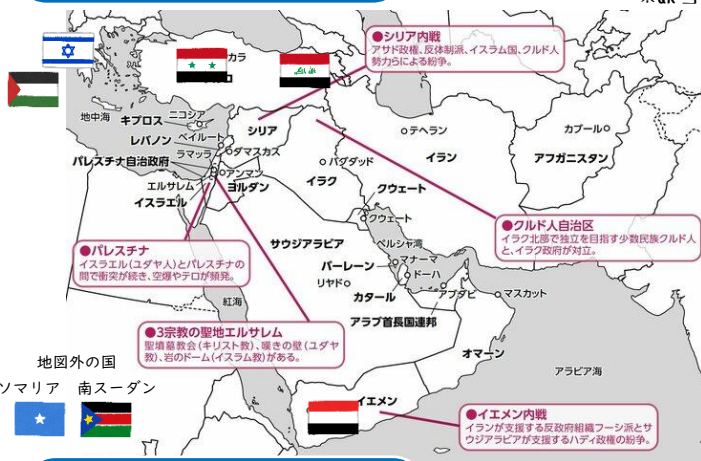 ●シリア内戦
アサド政権、反体制派、イスラム国、クルド人
勢力らによる紛争。
カラ
地中海
ニコシア
キプロス
レバノン
ベイルート
シリア
ラマッラ
ダマスカス
パレスチナ自治政府
アンマン
エルサレム
ヨルダン
イスラエル
バグダッド
イラク
テヘラン
イラン
カブール
アフガニスタン
クウェート
クウェート
●クルド人自治区
イラク北部で独立を目指す少数民族クルド人
と、イラク政府が対立。
●パレスチナ
イスラエル(ユダヤ人)とパレスチナの
間で衝突が続き、空爆やテロが頻発。
サウジアラビア
ペルシャ湾
マナーマ
バーレーン
ドーハ
リヤド
カタール
アブダビ
マスカット
アラブ首長国連邦
紅海
●3宗教の聖地エルサレム
聖墳墓教会(キリスト教)、嘆きの壁(ユダヤ
教)、岩のドーム(イスラム教)がある。
オマーン
アラビア海
地図外の国
ソマリア 南スーダン
イエメン
●イエメン内戦
イランが支援する反政府組織フーシ派とサ
ウジアラビアが支援するハディ政権の紛争。